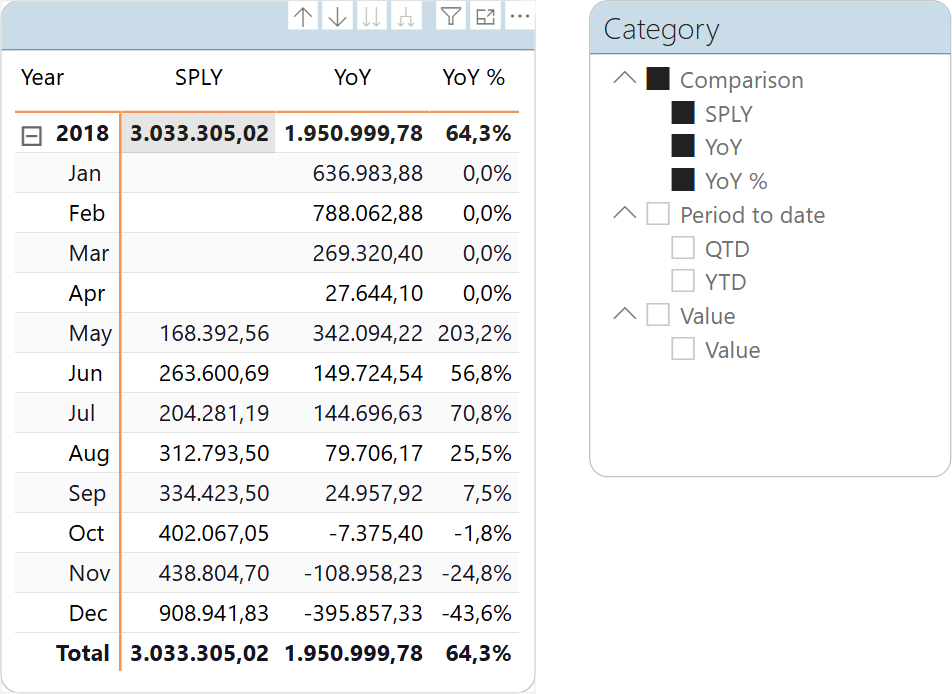 Year SPLY YoY YoY %
2018 3.033.305,02 1.950.999,78 64,3%
Jan 636.983,88 0,0%
Feb 788.062,88 0,0%
Mar 269.320,40 0,0%
Apr 27.644,10 0,0%
May 168.392,56 342.094,22 203,2%
Jun 263.600,69 149.724,54 56,8%
Jul 204.281,19 144.696,63 70,8%
Aug 312.793,50 79.706,17 25,5%
Sep 334.423,50 24.957,92 7,5%
Oct 402.067,05 -7.375,40 -1,8%
Nov 438.804,70 -108.958,23 -24,8%
Dec 908.941,83 -395.857,33 -43,6%
Total 3.033.305,02 1.950.999,78 64,3%
Category
Comparison
SPLY
YoY
YoY %
Period to date
QTD
YTD
Value
Value